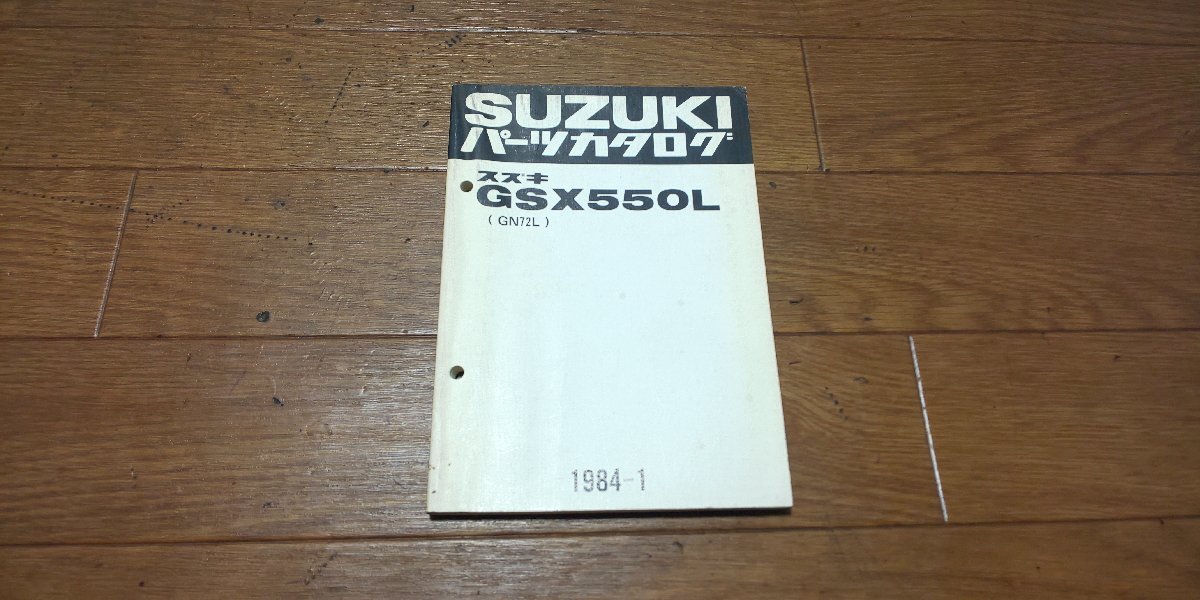 SUZUKI
パーツカタログ
スズキ
GSX550L
(GN72L)
1984-1